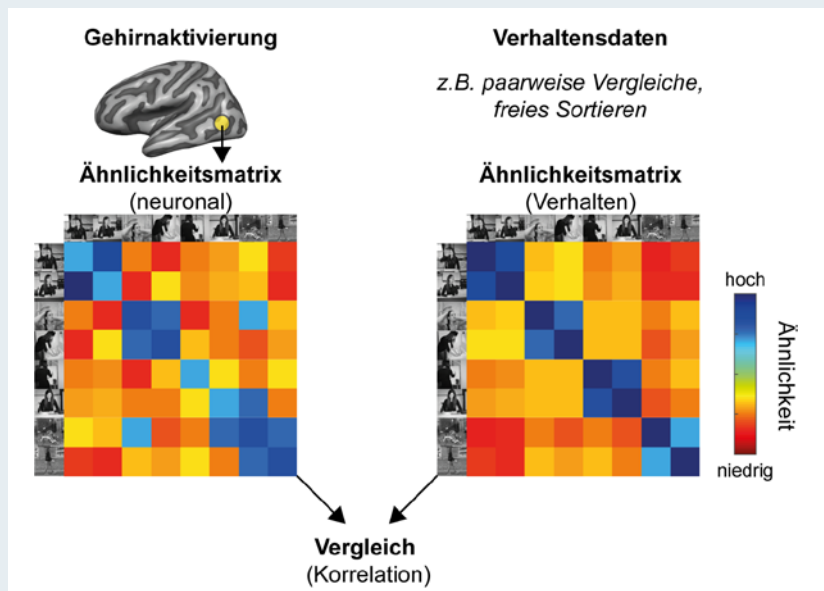 Gehirnaktivierung
Verhaltensdaten
z.B. paarweise Vergleiche,
freies Sortieren
Ähnlichkeitsmatrix
(neuronal)
Ähnlichkeitsmatrix
(Verhalten)
hoch
Ähnlichkeit
niedrig
Vergleich
(Korrelation)